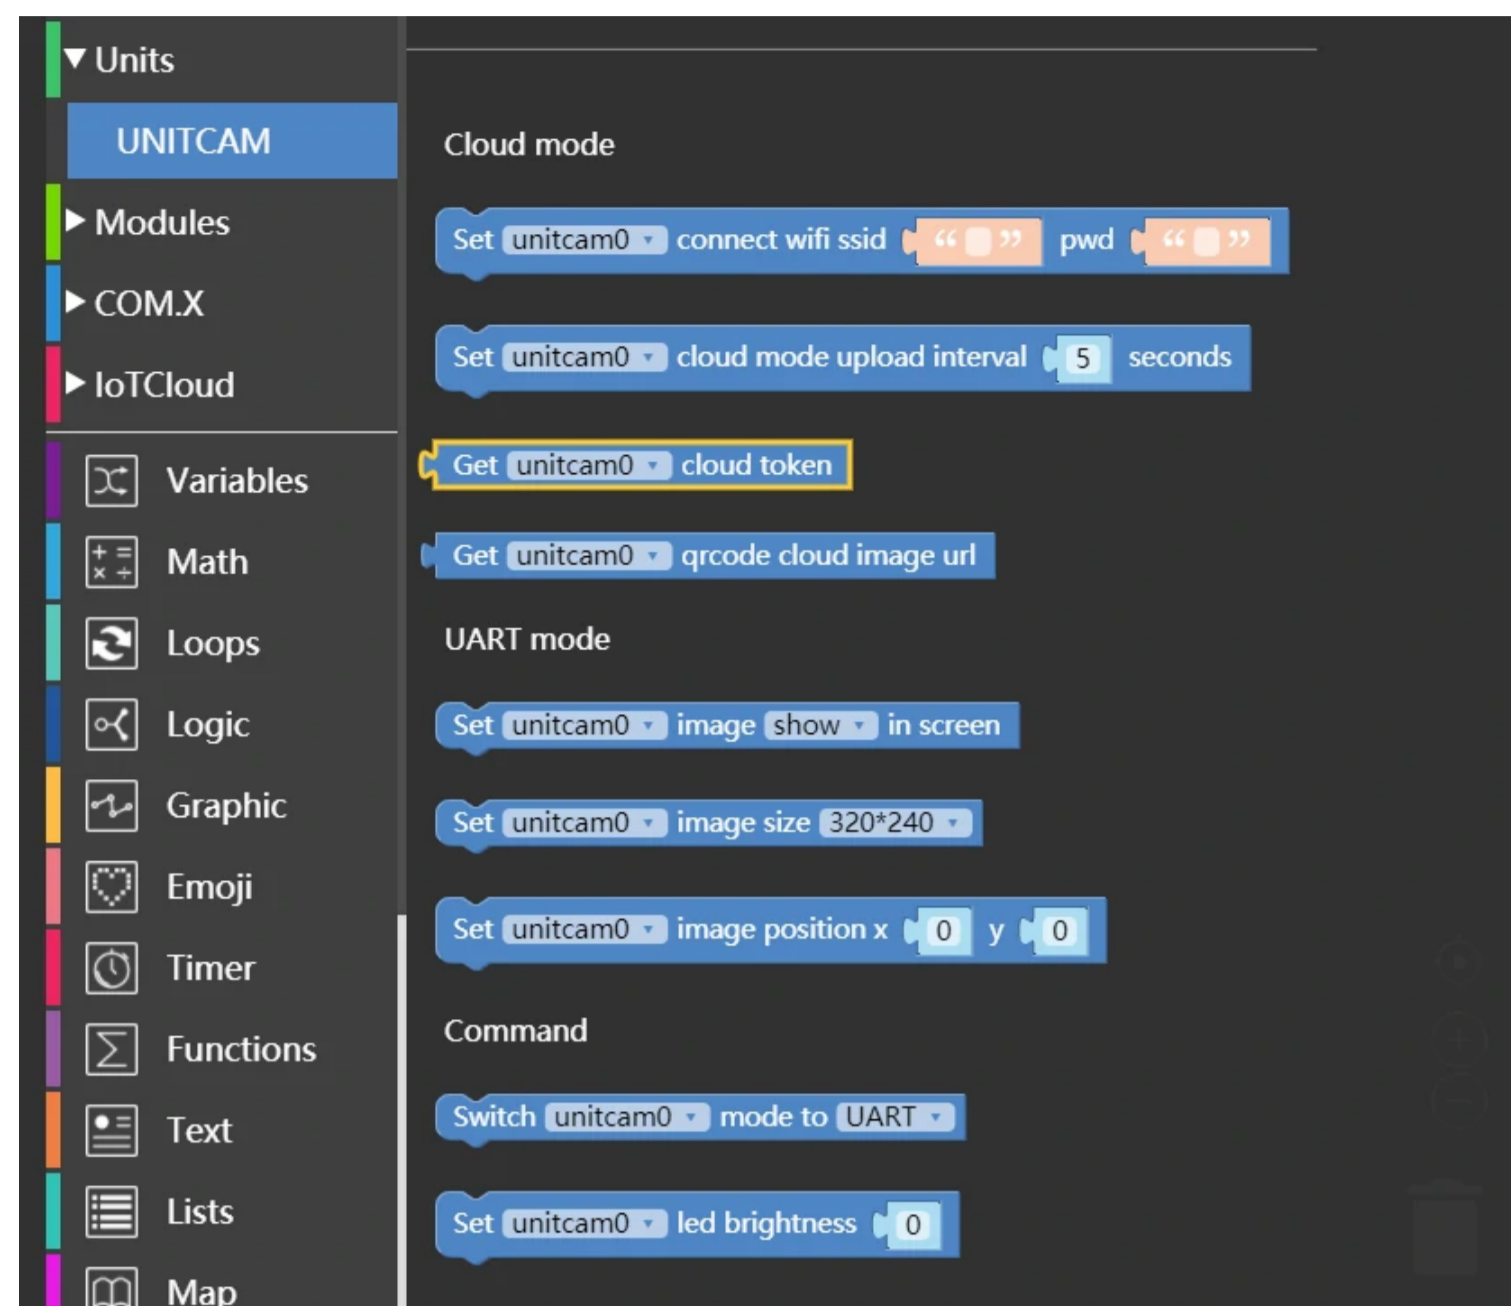 Units
UNITCAM
Modules
COM.X
IoTCloud
Variables
Math
Loops
Logic
Graphic
Emoji
Timer
Functions
Text
Lists
Map
Cloud mode
Set unitcam0 connect wifi ssid “ ” pwd “ ”
Set unitcam0 cloud mode upload interval 5 seconds
Get unitcam0 cloud token
Get unitcam0 qrcode cloud image url
UART mode
Set unitcam0 image show in screen
Set unitcam0 image size 320*240
Set unitcam0 image position x 0 y 0
Command
Switch unitcam0 mode to UART
Set unitcam0 led brightness 0